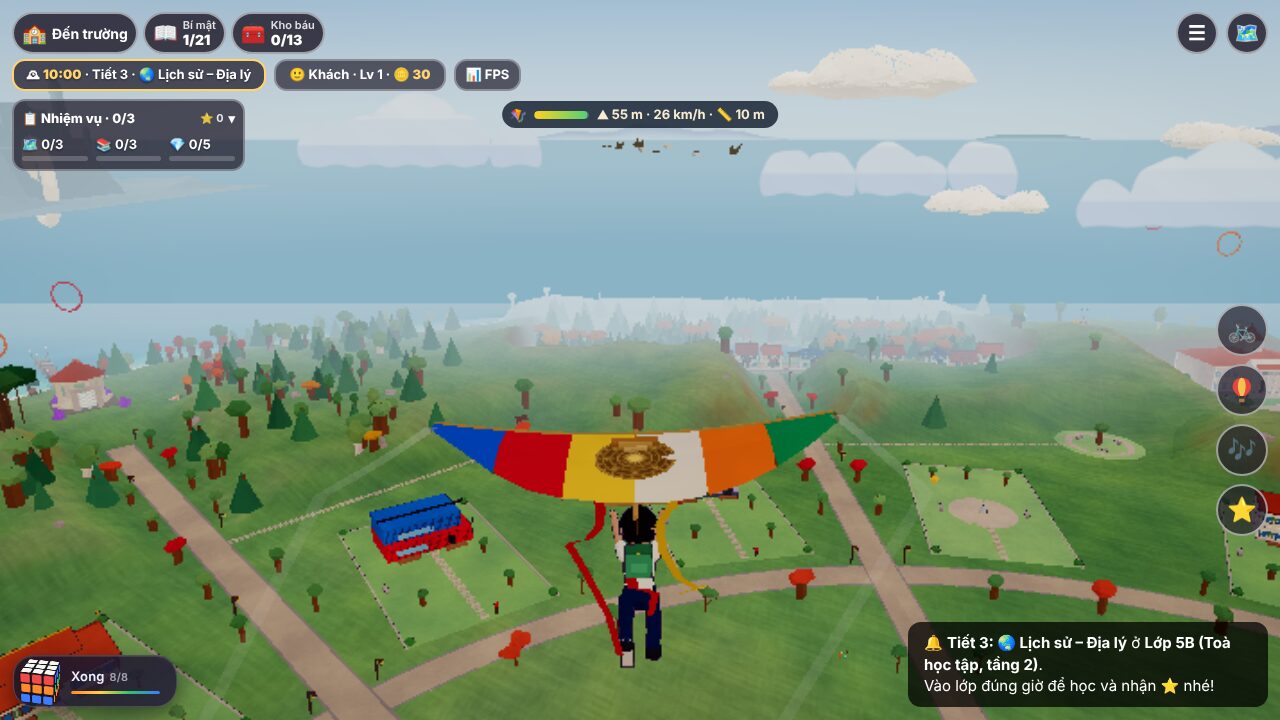 Đến trường
Bí mật
1/21
Kho báu
0/13
10:00 · Tiết 3 · Lịch sử – Địa lý
Khách · Lv 1 · 30
FPS
Nhiệm vụ · 0/3
0 ▼
0/3
0/3
0/5
▲ 55 m · 26 km/h · 10 m
Xong 8/8
Tiết 3: Lịch sử – Địa lý ở Lớp 5B (Toà
học tập, tầng 2).
Vào lớp đúng giờ để học và nhận ⭐ nhé!